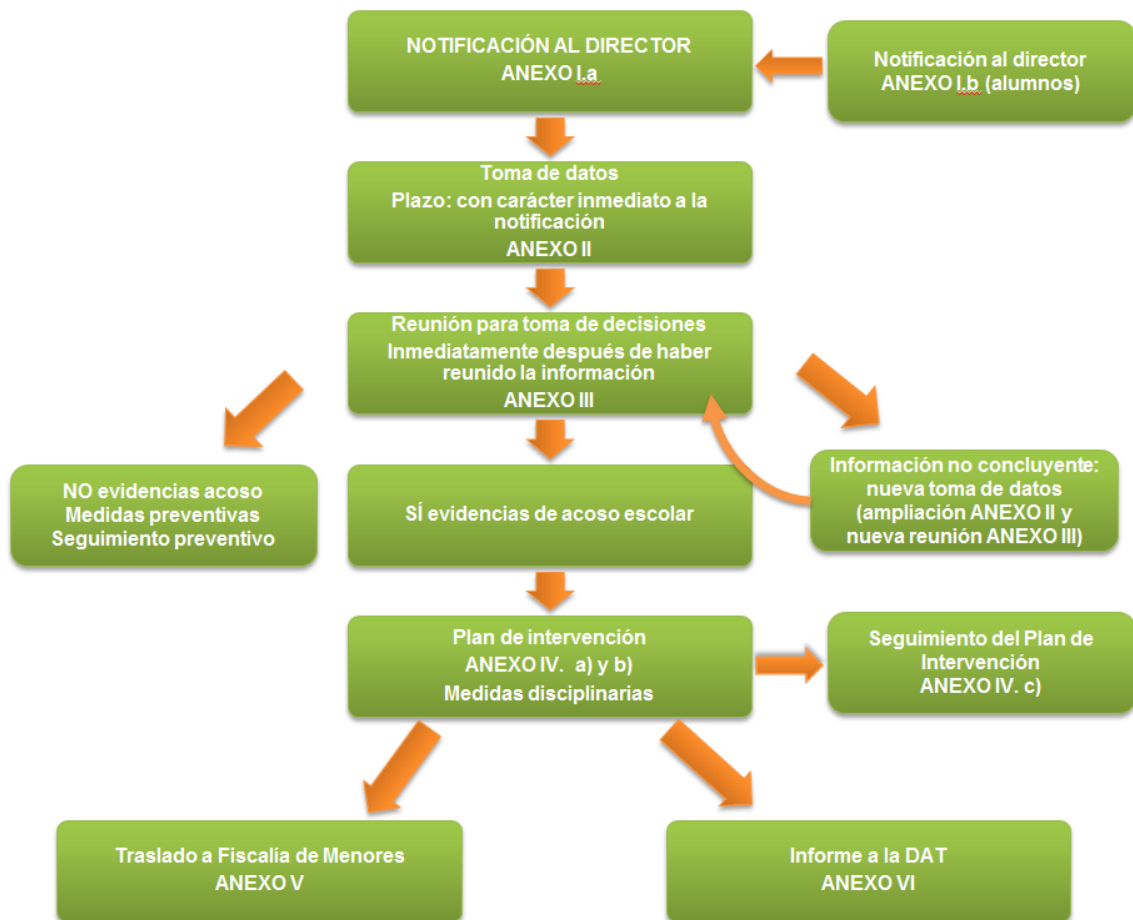 NOTIFICACIÓN AL DIRECTOR
ANEXO I.a
Notificación al director
ANEXO I.b (alumnos)
Toma de datos
Plazo: con carácter inmediato a la
notificación
ANEXO II
Reunión para toma de decisiones
Inmediatamente después de haber
reunido la información
ANEXO III
NO evidencias acoso
Medidas preventivas
Seguimiento preventivo
SÍ evidencias de acoso escolar
Información no concluyente:
nueva toma de datos
(ampliación ANEXO II y
nueva reunión ANEXO III)
Plan de intervención
ANEXO IV.  a) y b)
Medidas disciplinarias
Seguimiento del Plan de
Intervención
ANEXO IV. c)
Traslado a Fiscalía de Menores
ANEXO V
Informe a la DAT
ANEXO VI